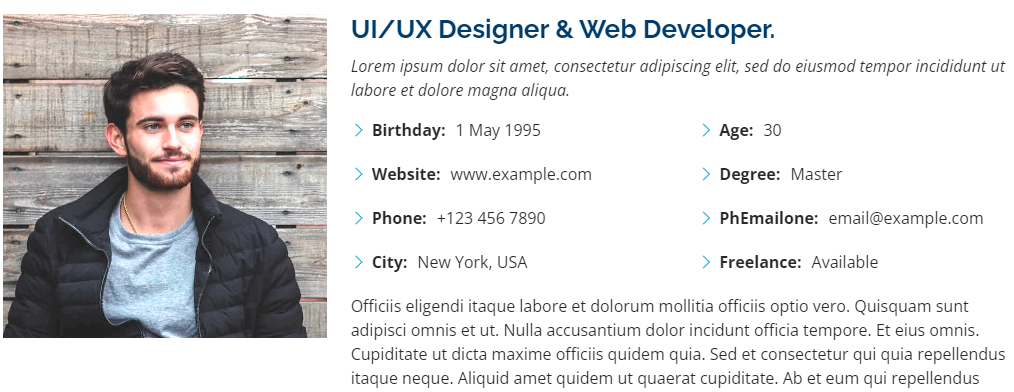 UI/UX Designer & Web Developer.
Lorem ipsum dolor sit amet, consectetur adipiscing elit, sed do eiusmod tempor incididunt ut
labore et dolore magna aliqua.
Birthday: 1 May 1995
Age: 30
Website: www.example.com
Degree: Master
Phone: +123 456 7890
PhEmailone: email@example.com
City: New York, USA
Freelance: Available
Officiis eligendi itaque labore et dolorum mollitia officiis optio vero. Quisquam sunt
adipisci omnis et ut. Nulla accusantium dolor incidunt officia tempore. Et eius omnis.
Cupiditate ut dicta maxime officiis quidem quia. Sed et consectetur qui quia repellendus
itaque neque. Aliquid amet quidem ut quaerat cupiditate. Ab et eum qui repellendus